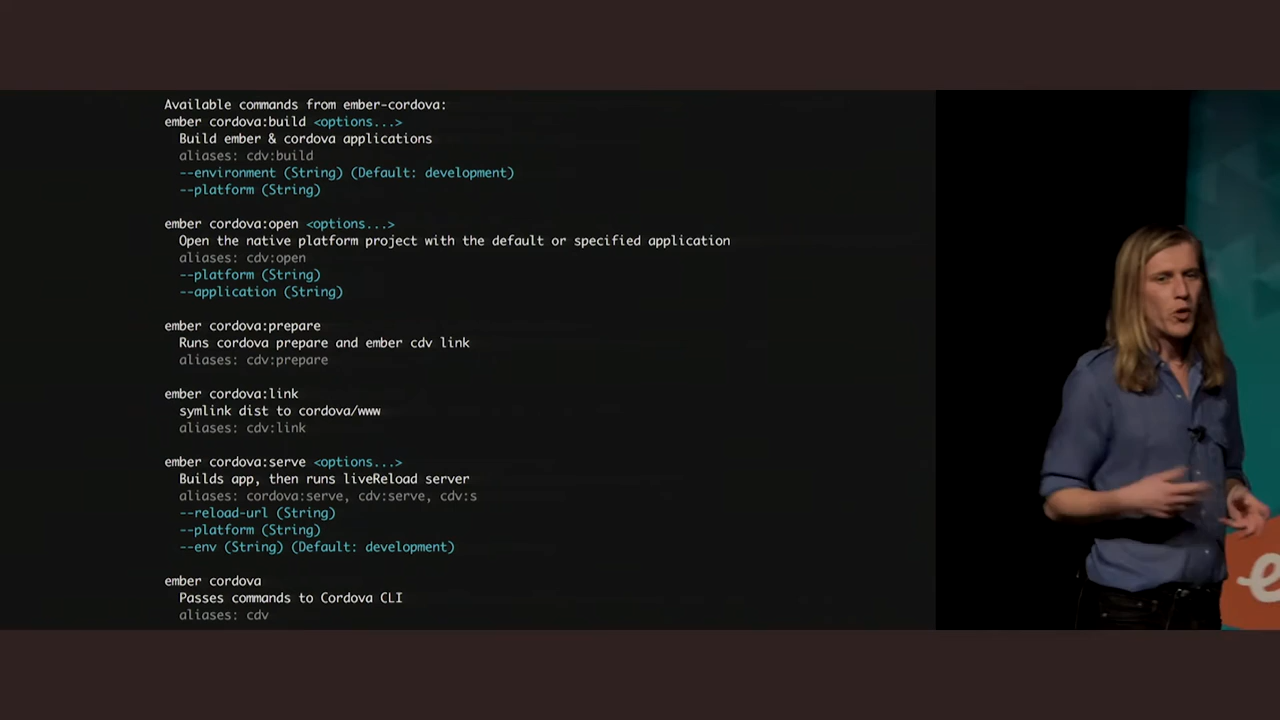 Available commands from ember-cordova:
ember cordova:build <options...>
Build ember & cordova applications
aliases: cdv:build
--environment (String) (Default: development)
--platform (String)
ember cordova:open <options...>
Open the native platform project with the default or specified application
aliases: cdv:open
--platform (String)
--application (String)
ember cordova:prepare
Runs cordova prepare and ember cdv link
aliases: cdv:prepare
ember cordova:link
symlink dist to cordova/www
aliases: cdv:link
ember cordova:serve <options...>
Builds app, then runs liveReload server
aliases: cordova:serve, cdv:serve, cdv:s
--reload-url (String)
--platform (String)
--env (String) (Default: development)
ember cordova
Passes commands to Cordova CLI
aliases: cdv